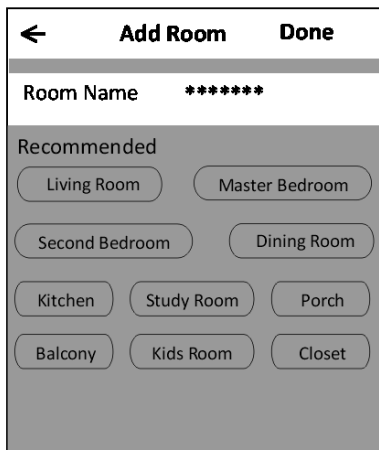 ← Add Room Done
Room Name *******
Recommended
Living Room Master Bedroom
Second Bedroom Dining Room
Kitchen Study Room Porch
Balcony Kids Room Closet